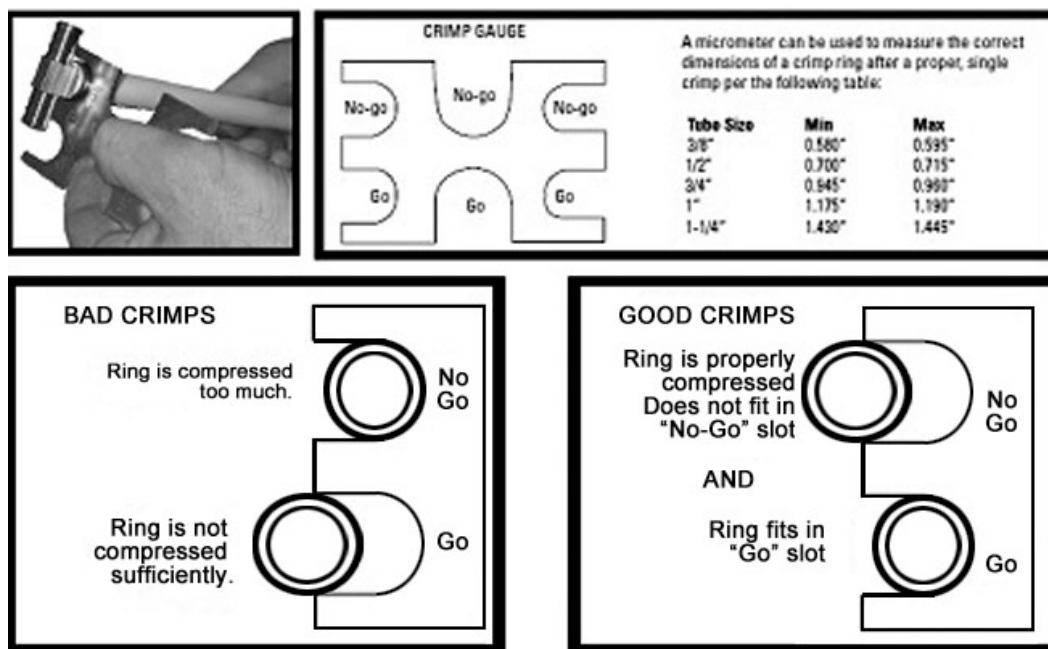 CRIMP GAUGE
No-go
No-go
No-go
Go
Go
Go
A micrometer can be used to measure the correct
dimensions of a crimp ring after a proper, single
crimp per the following table:
Tube Size Min Max
3/8" 0.580" 0.595"
1/2" 0.700" 0.715"
3/4" 0.945" 0.960"
1" 1.175" 1.190"
1-1/4" 1.430" 1.445"
BAD CRIMPS
Ring is compressed
too much.
No
Go
Ring is not
compressed
sufficiently.
Go
GOOD CRIMPS
Ring is properly
compressed
Does not fit in
"No-Go" slot
No
Go
AND
Ring fits in
"Go" slot
Go